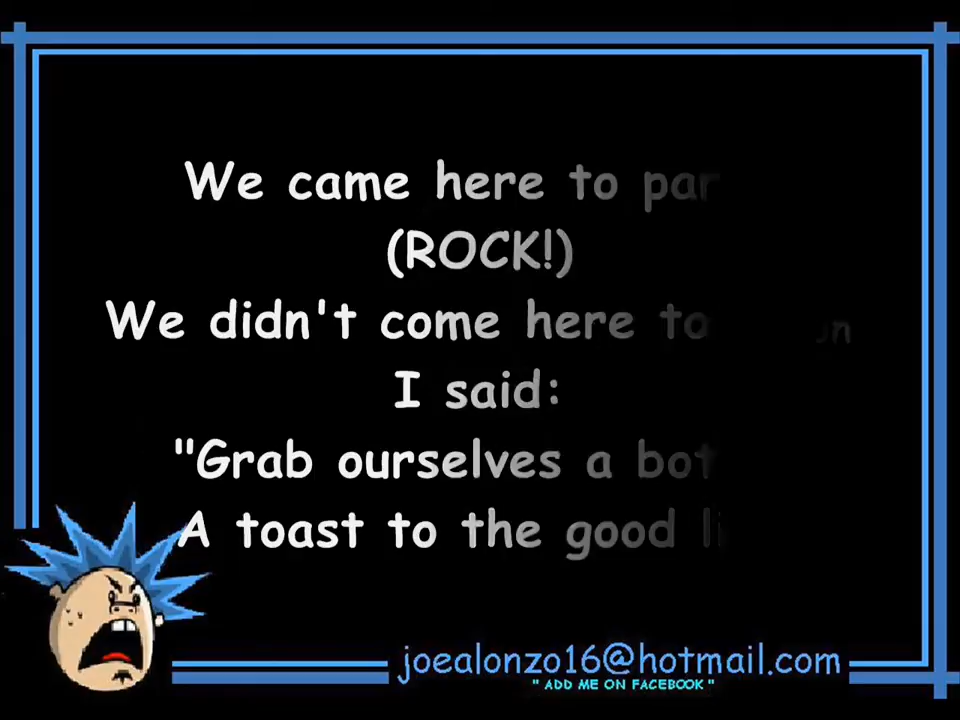 We came here to
(ROCK!)
We didn't come here to
I said:
"Grab ourselves a
A toast to the good
joealonzo16@hotmail.com
" ADD ME ON FACEBOOK "